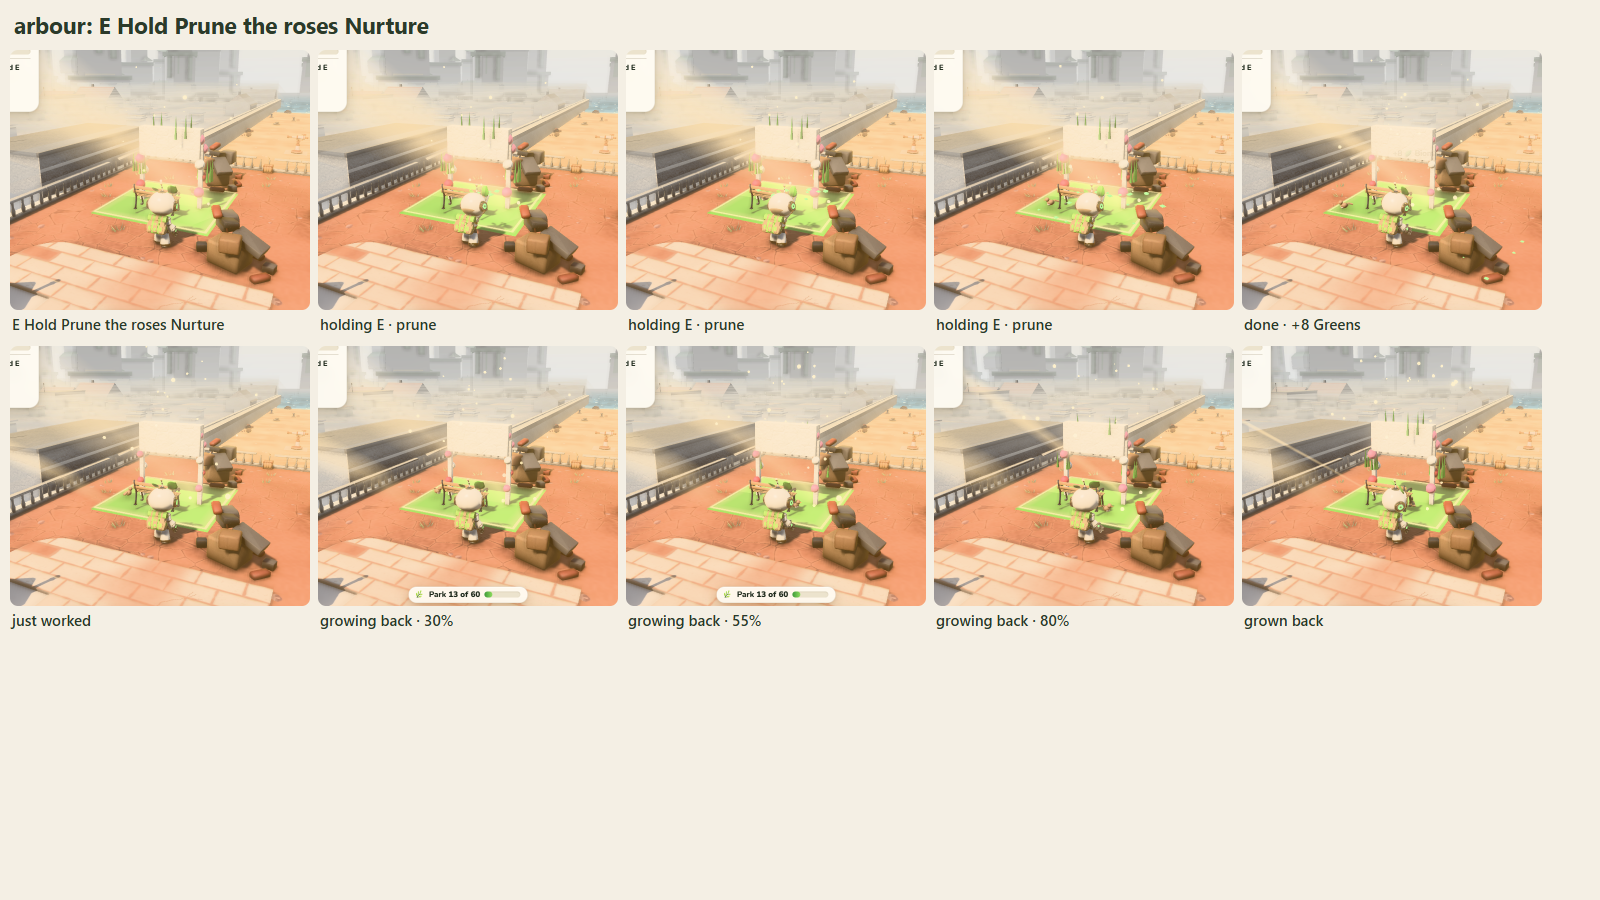 arbour: E Hold Prune the roses Nurture
d E
d E
d E
d E
d E
E Hold Prune the roses Nurture
holding E · prune
holding E · prune
holding E · prune
done · +8 Greens
d E
d E
d E
d E
d E
Park 13 of 60
Park 13 of 60
just worked
growing back · 30%
growing back · 55%
growing back · 80%
grown back